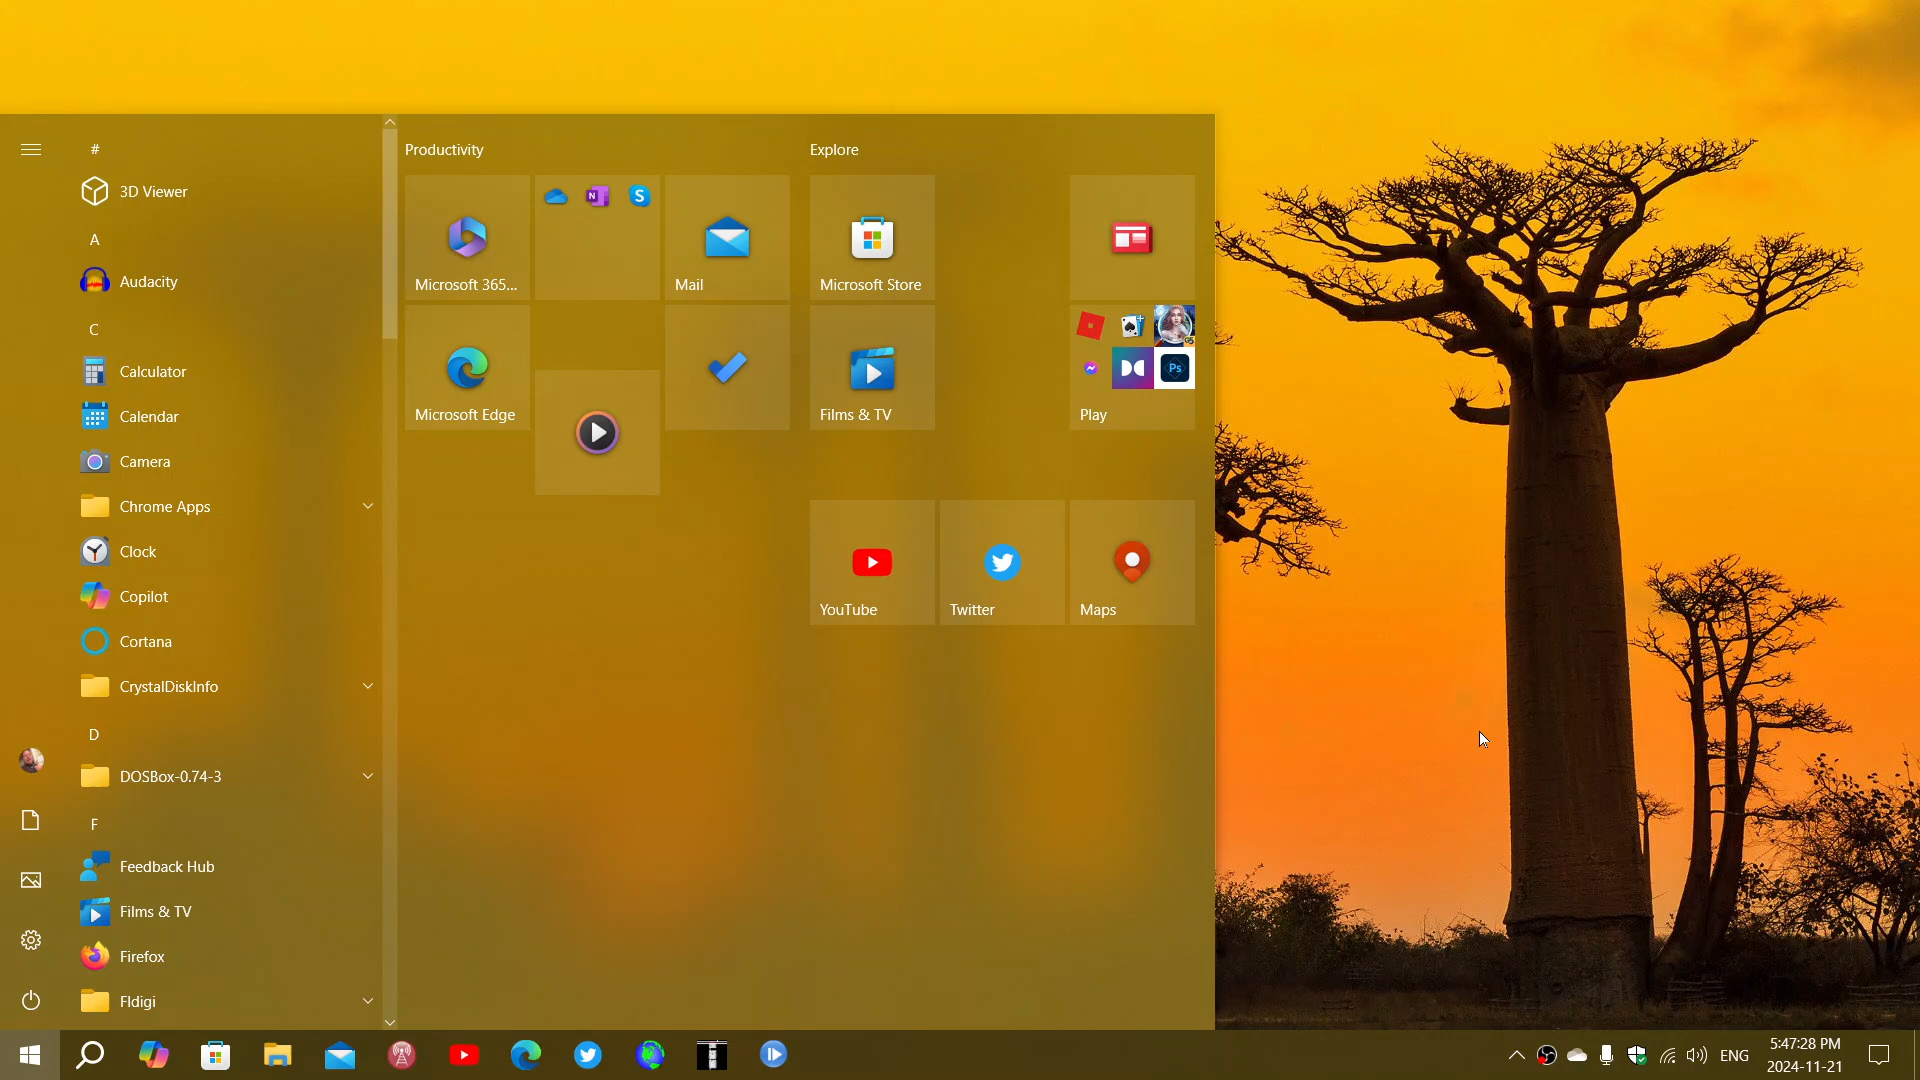 #
3D Viewer
A
Audacity
C
Calculator
Calendar
Camera
Chrome Apps
Clock
Copilot
Cortana
CrystalDiskInfo
D
DOSBox-0.74-3
F
Feedback Hub
Films & TV
Firefox
Fldigi
Productivity
Microsoft 365...
N
S
Mail
Microsoft Edge
Explore
Microsoft Store
Films & TV
Ps
Play
YouTube
Twitter
Maps
ENG
5:47:28 PM
2024-11-21